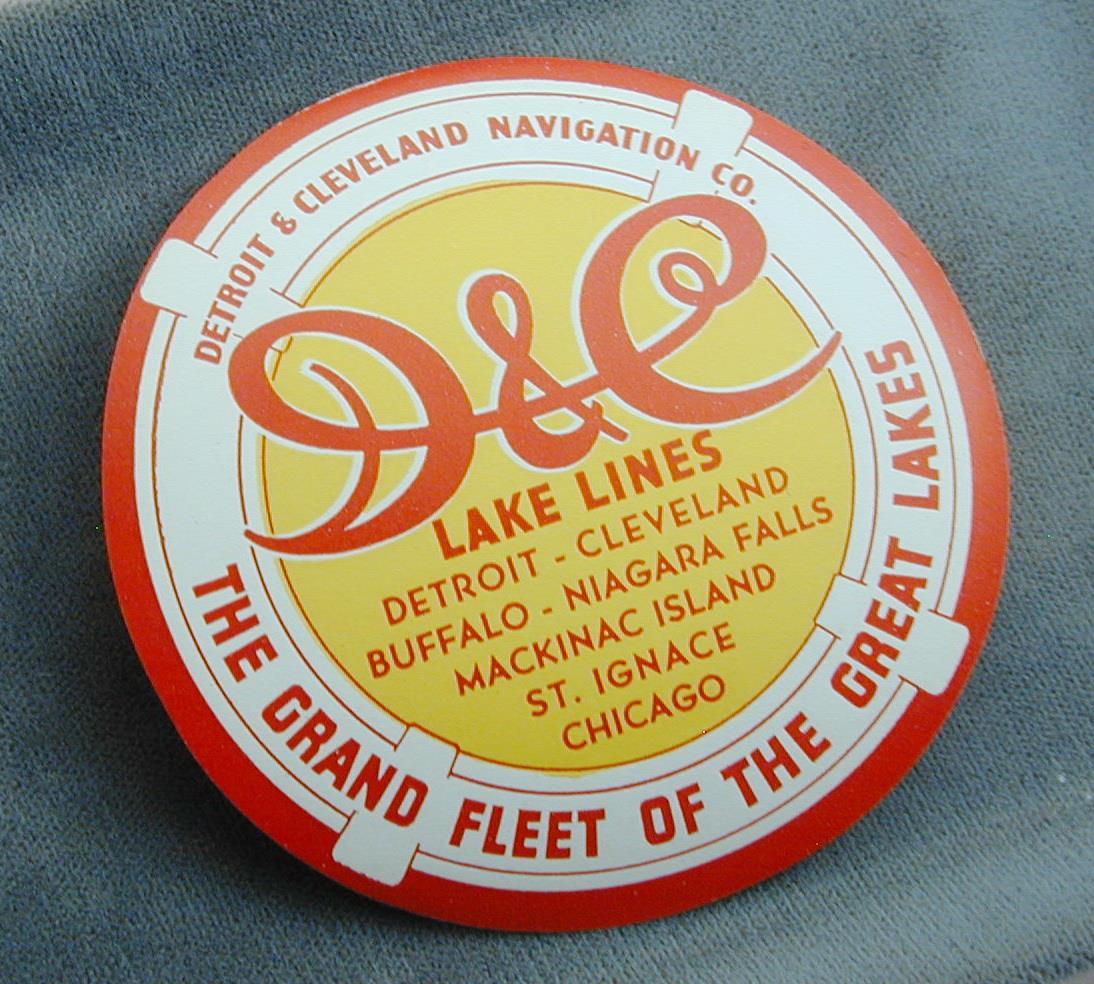 DETROIT & CLEVELAND NAVIGATION CO.
D&C
LAKE LINES
DETROIT - CLEVELAND
BUFFALO - NIAGARA FALLS
MACKINAC ISLAND
ST. IGNACE
CHICAGO
THE GRAND FLEET OF THE GREAT LAKES